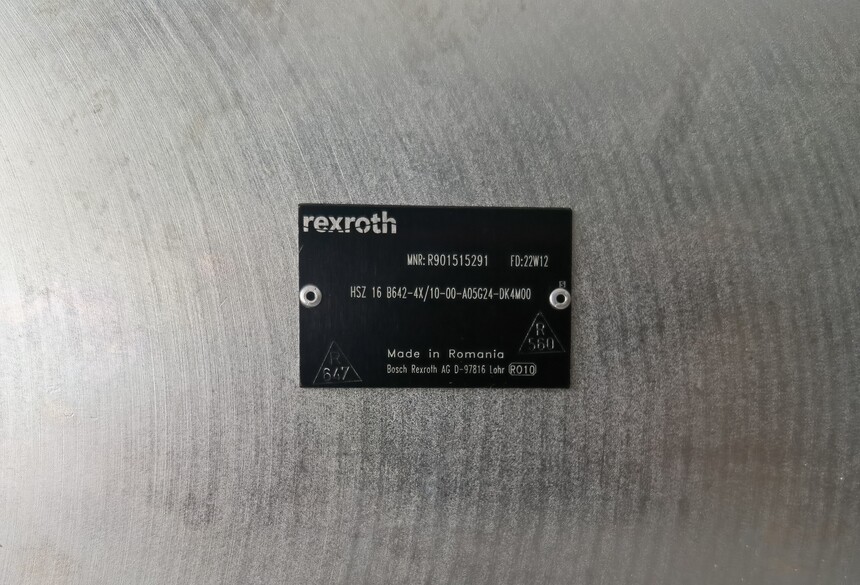 rexroth
MNR: R901515291 FD: 22W12
HSZ 16 B642-4X/10-00-A05G24-DK4M00
R
560
Made in Romania
Bosch Rexroth AG D-97816 Lohr R010
R
647